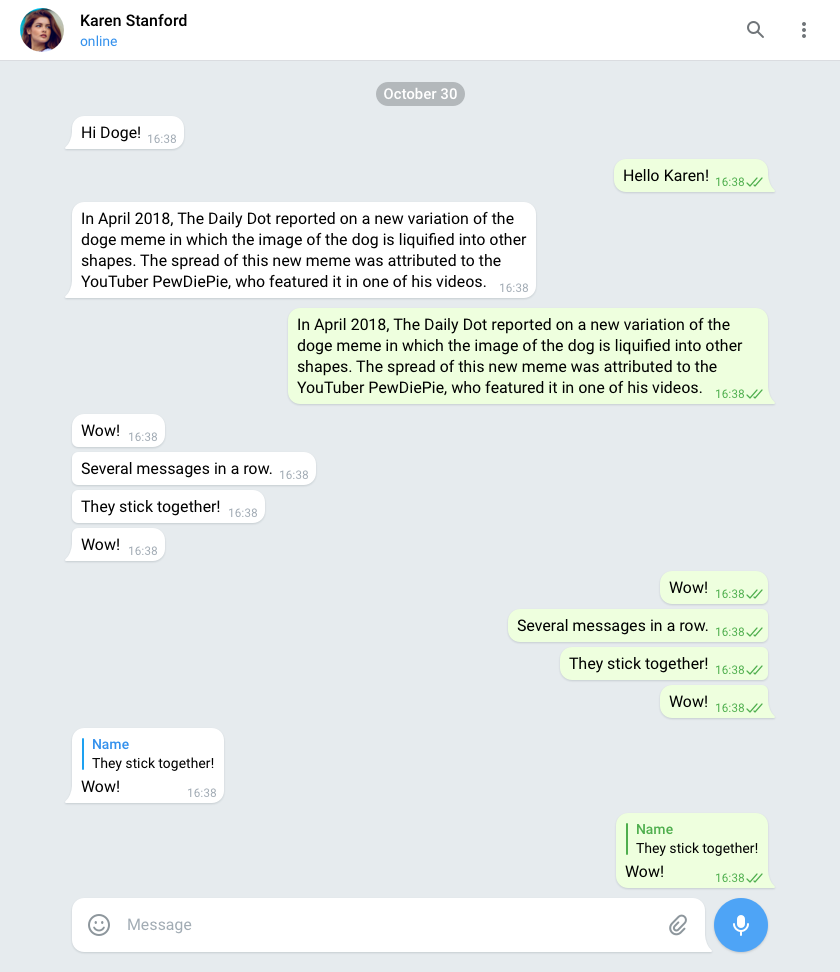 Karen Stanford
online
October 30
Hi Doge! 16:38
Hello Karen! 16:38
In April 2018, The Daily Dot reported on a new variation of the
doge meme in which the image of the dog is liquified into other
shapes. The spread of this new meme was attributed to the
YouTuber PewDiePie, who featured it in one of his videos. 16:38
In April 2018, The Daily Dot reported on a new variation of the
doge meme in which the image of the dog is liquified into other
shapes. The spread of this new meme was attributed to the
YouTuber PewDiePie, who featured it in one of his videos. 16:38
Wow! 16:38
Several messages in a row. 16:38
They stick together! 16:38
Wow! 16:38
Wow! 16:38
Several messages in a row. 16:38
They stick together! 16:38
Wow! 16:38
Name
They stick together!
Wow! 16:38
Name
They stick together!
Wow! 16:38
Message